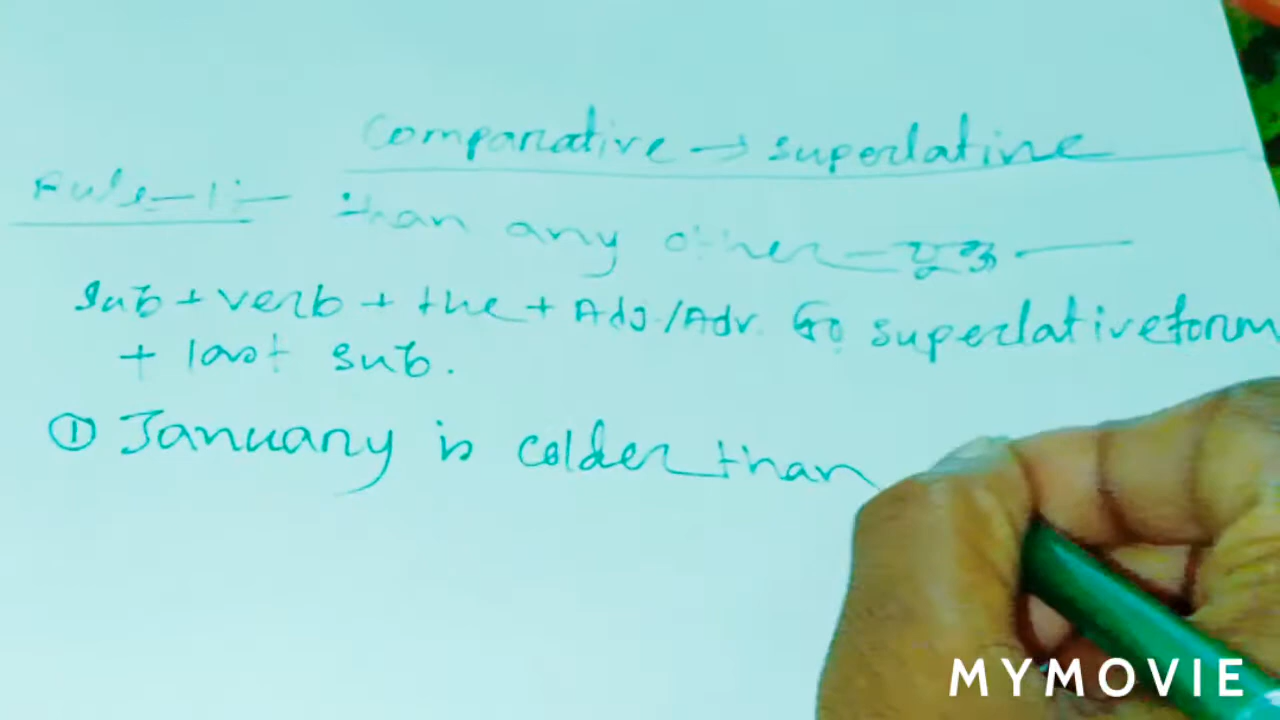 Comparative → superlative
Rule-1:- than any other - যুক্ত —
Sub + verb + the + Adj./Adv. এর superlative form
+ last sub.
① January is colder than
MYMOVIE